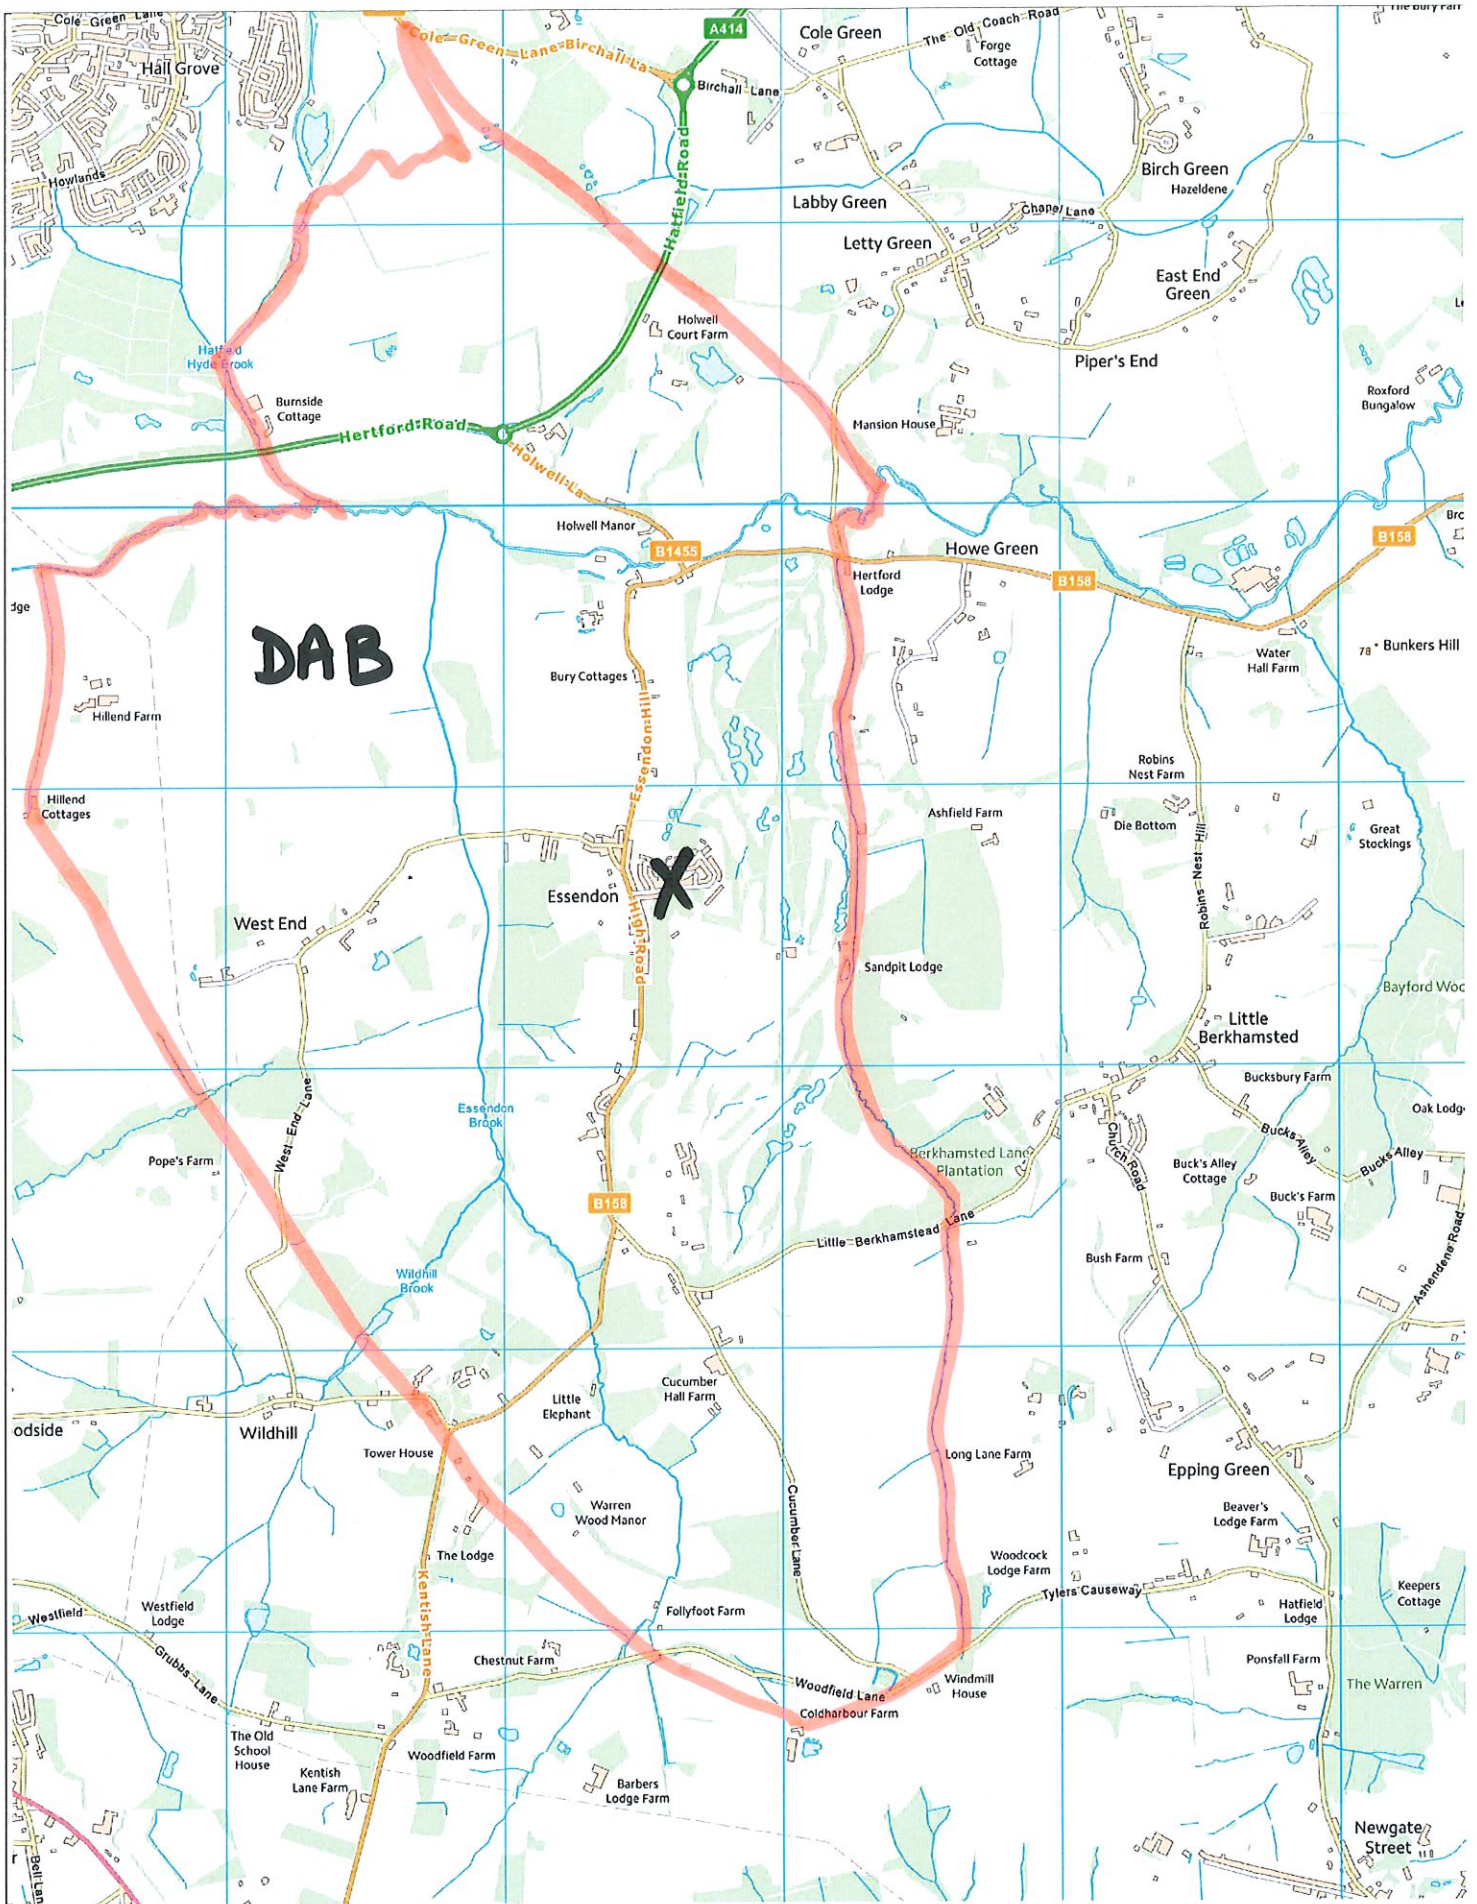 Cole Green Lane
Cole Green Lane Birchall La
A414
Cole Green
The Old Coach Road
Forge
Cottage
Hall Grove
Birchall Lane
Howlands
Hatfield Road
Birch Green
Hazeldene
Labby Green
Chapel Lane
Letty Green
East End
Green
Holwell
Court Farm
Hatfield
Hyde Brook
Piper's End
Roxford
Bungalow
Burnside
Cottage
Hertford Road
Mansion House
Holwell La
Holwell Manor
B1455
Howe Green
B158
Brc
Hertford
Lodge
B158
dge
DAB
Water
Hall Farm
78 Bunkers Hill
Bury Cottages
Hillend Farm
Essendon Hill
Robins
Nest Farm
Hillend
Cottages
Ashfield Farm
Die Bottom
Great
Stockings
Robins Nest Hill
X
Essendon
High Road
West End
Sandpit Lodge
Bayford Woo
Little
Berkhamsted
Bucksbury Farm
Essendon
Brook
Oak Lodg
West End Lane
Church Road
Bucks Alley
Bucks Alley
Berkhamsted Lane
Plantation
Pope's Farm
Buck's Alley
Cottage
Buck's Farm
B158
Little Berkhamstead Lane
Ashendene Road
Bush Farm
Wildhill
Brook
Cucumber
Hall Farm
Little
Elephant
odside
Wildhill
Tower House
Long Lane Farm
Epping Green
Cucumber Lane
Warren
Wood Manor
Beaver's
Lodge Farm
The Lodge
Woodcock
Lodge Farm
Tylers Causeway
Keepers
Cottage
Kentish Lane
Westfield
Westfield
Lodge
Follyfoot Farm
Hatfield
Lodge
Grubbs Lane
Chestnut Farm
Ponsfall Farm
Woodfield Lane
Windmill
House
The Warren
Coldharbour Farm
The Old
School
House
Woodfield Farm
Kentish
Lane Farm
Barbers
Lodge Farm
Newgate
Street
Bell Lan